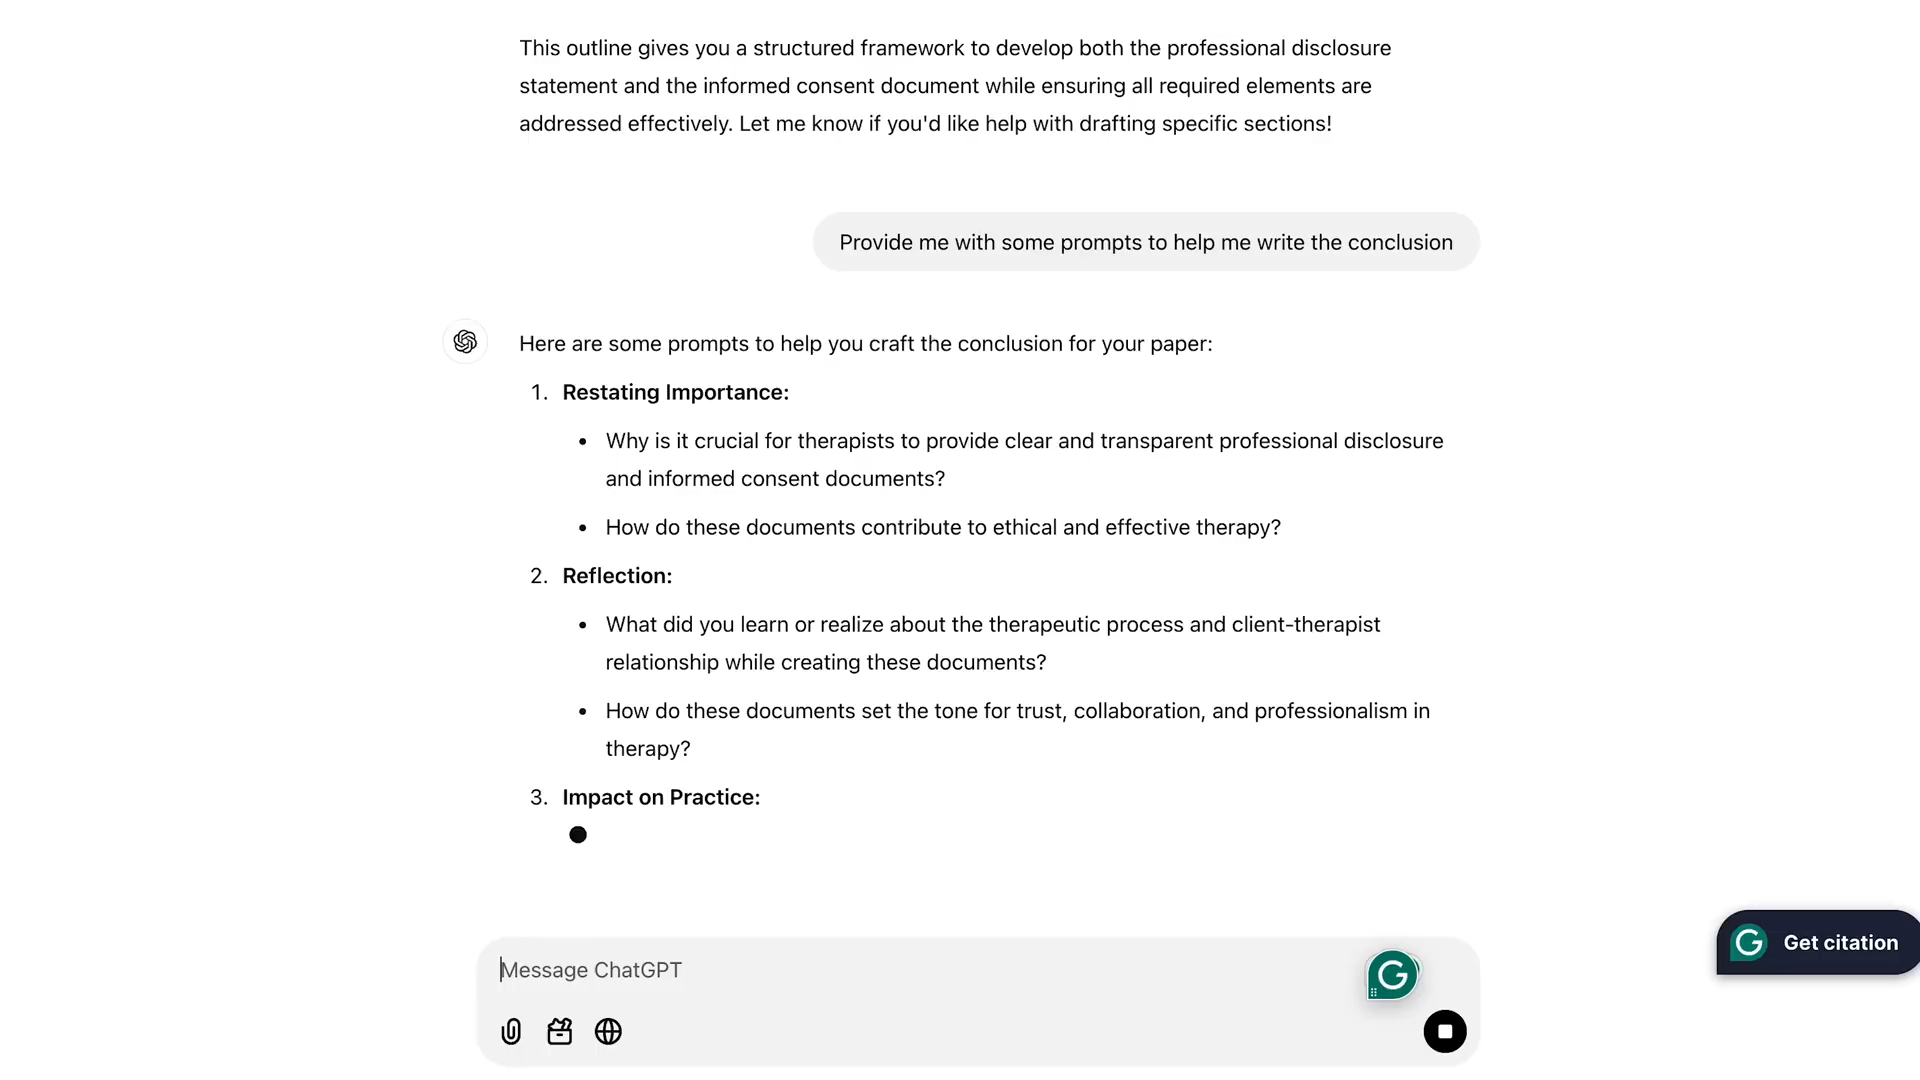 This outline gives you a structured framework to develop both the professional disclosure
statement and the informed consent document while ensuring all required elements are
addressed effectively. Let me know if you'd like help with drafting specific sections!
Provide me with some prompts to help me write the conclusion
Here are some prompts to help you craft the conclusion for your paper:
1. Restating Importance:
• Why is it crucial for therapists to provide clear and transparent professional disclosure
and informed consent documents?
• How do these documents contribute to ethical and effective therapy?
2. Reflection:
• What did you learn or realize about the therapeutic process and client-therapist
relationship while creating these documents?
• How do these documents set the tone for trust, collaboration, and professionalism in
therapy?
3. Impact on Practice:
Get citation
Message ChatGPT